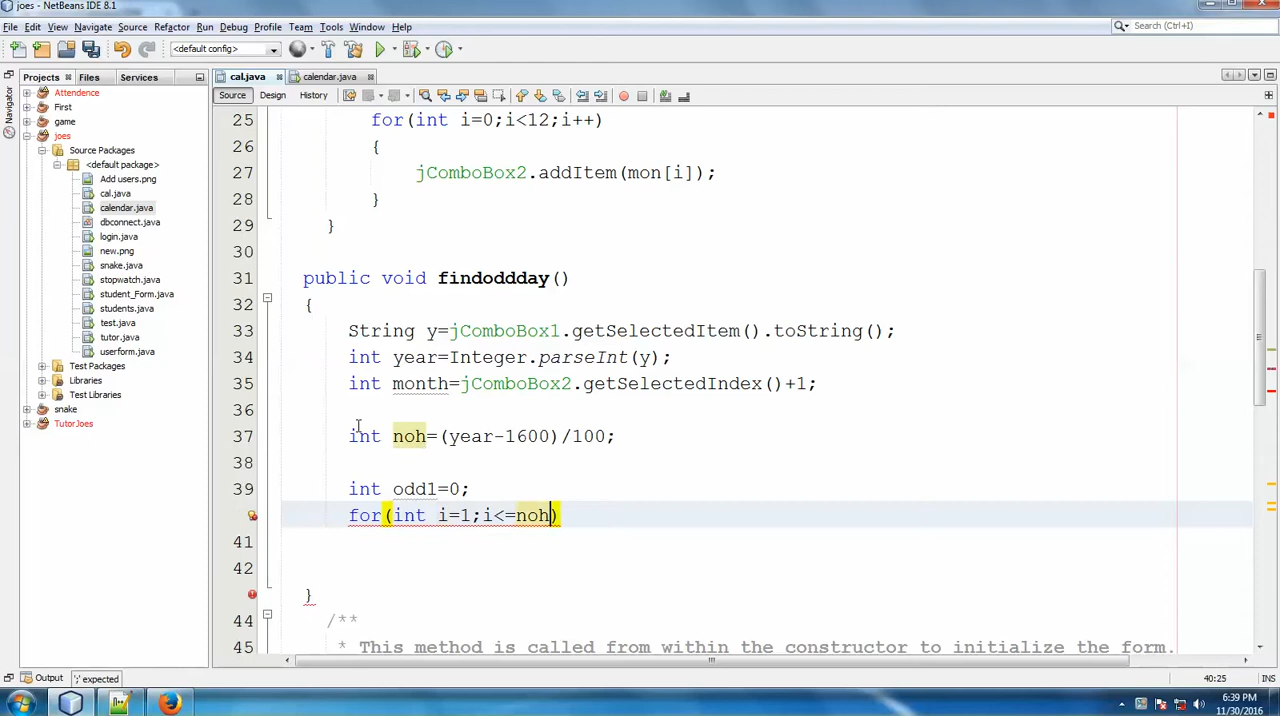 joes - NetBeans IDE 8.1
File Edit View Navigate Source Refactor Run Debug Profile Team Tools Window Help
Search (Ctrl+I)
<default config>
Projects Files Services
cal.java calendar.java
Navigator
Source Design History
Attendence
First
game
joes
Source Packages
<default package>
Add users.png
cal.java
calendar.java
dbconnect.java
login.java
new.png
snake.java
stopwatch.java
student_Form.java
students.java
test.java
tutor.java
userform.java
Test Packages
Libraries
Test Libraries
snake
TutorJoes
25 for(int i=0;i<12;i++)
26 {
27 jComboBox2.addItem(mon[i]);
28 }
29 }
30
31 public void findoddday()
32 {
33 String y=jComboBox1.getSelectedItem().toString();
34 int year=Integer.parseInt(y);
35 int month=jComboBox2.getSelectedIndex()+1;
36
37 int noh=(year-1600)/100;
38
39 int odd1=0;
for(int i=1;i<=noh)
41
42
}
44 /**
45 * This method is called from within the constructor to initialize the form.
Output ';' expected
40:25 INS
6:39 PM
11/30/2016